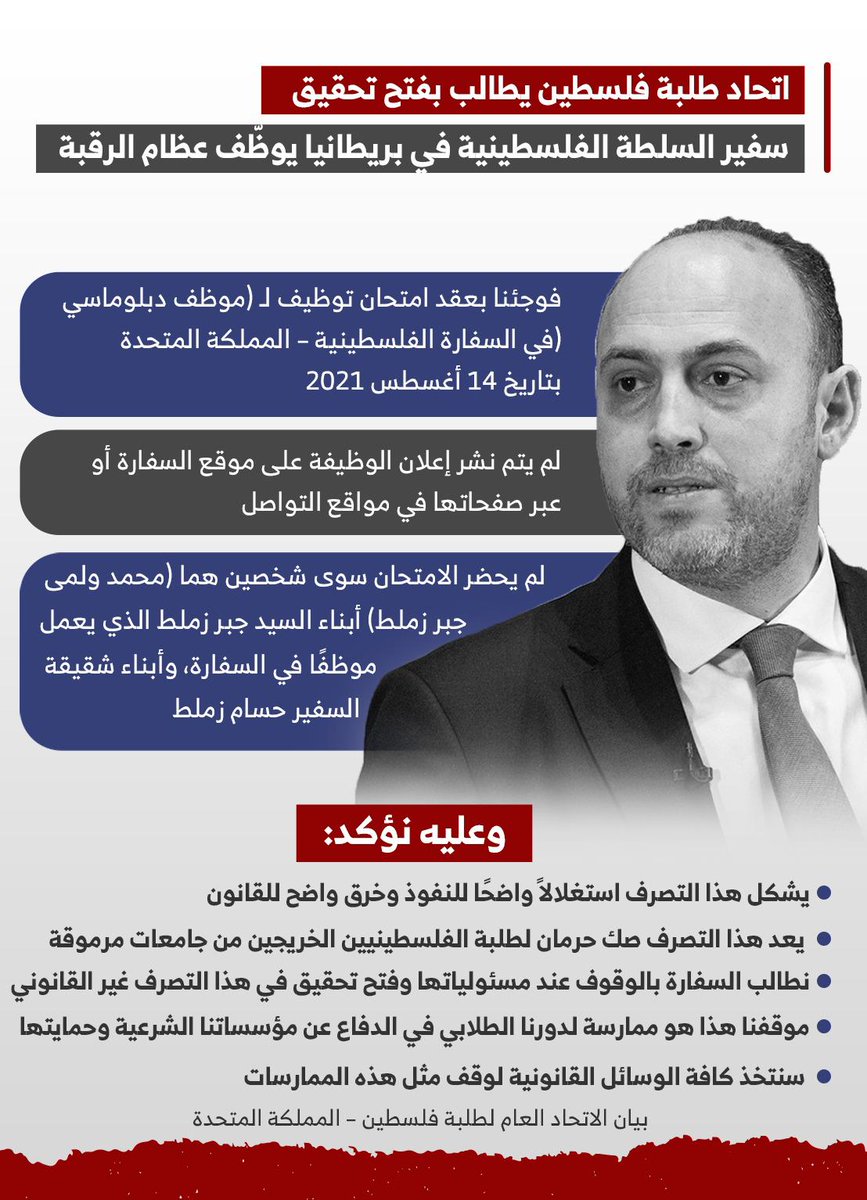 اتحاد طلبة فلسطين يطالب بفتح تحقيق
سفير السلطة الفلسطينية في بريطانيا يوظّف عظام الرقبة
فوجئنا بعقد امتحان توظيف لـ (موظف دبلوماسي
(في السفارة الفلسطينية – المملكة المتحدة
بتاريخ 14 أغسطس 2021
لم يتم نشر إعلان الوظيفة على موقع السفارة أو
عبر صفحاتها في مواقع التواصل
لم يحضر الامتحان سوى شخصين هما (محمد ولمى
جبر زملط) أبناء السيد جبر زملط الذي يعمل
موظفًا في السفارة، وأبناء شقيقة
السفير حسام زملط
وعليه نؤكد:
• يشكل هذا التصرف استغلالاً واضحًا للنفوذ وخرق واضح للقانون
• يعد هذا التصرف صك حرمان لطلبة الفلسطينيين الخريجين من جامعات مرموقة
• نطالب السفارة بالوقوف عند مسئولياتها وفتح تحقيق في هذا التصرف غير القانوني
• موقفنا هذا هو ممارسة لدورنا الطلابي في الدفاع عن مؤسساتنا الشرعية وحمايتها
• سنتخذ كافة الوسائل القانونية لوقف مثل هذه الممارسات
بيان الاتحاد العام لطلبة فلسطين – المملكة المتحدة